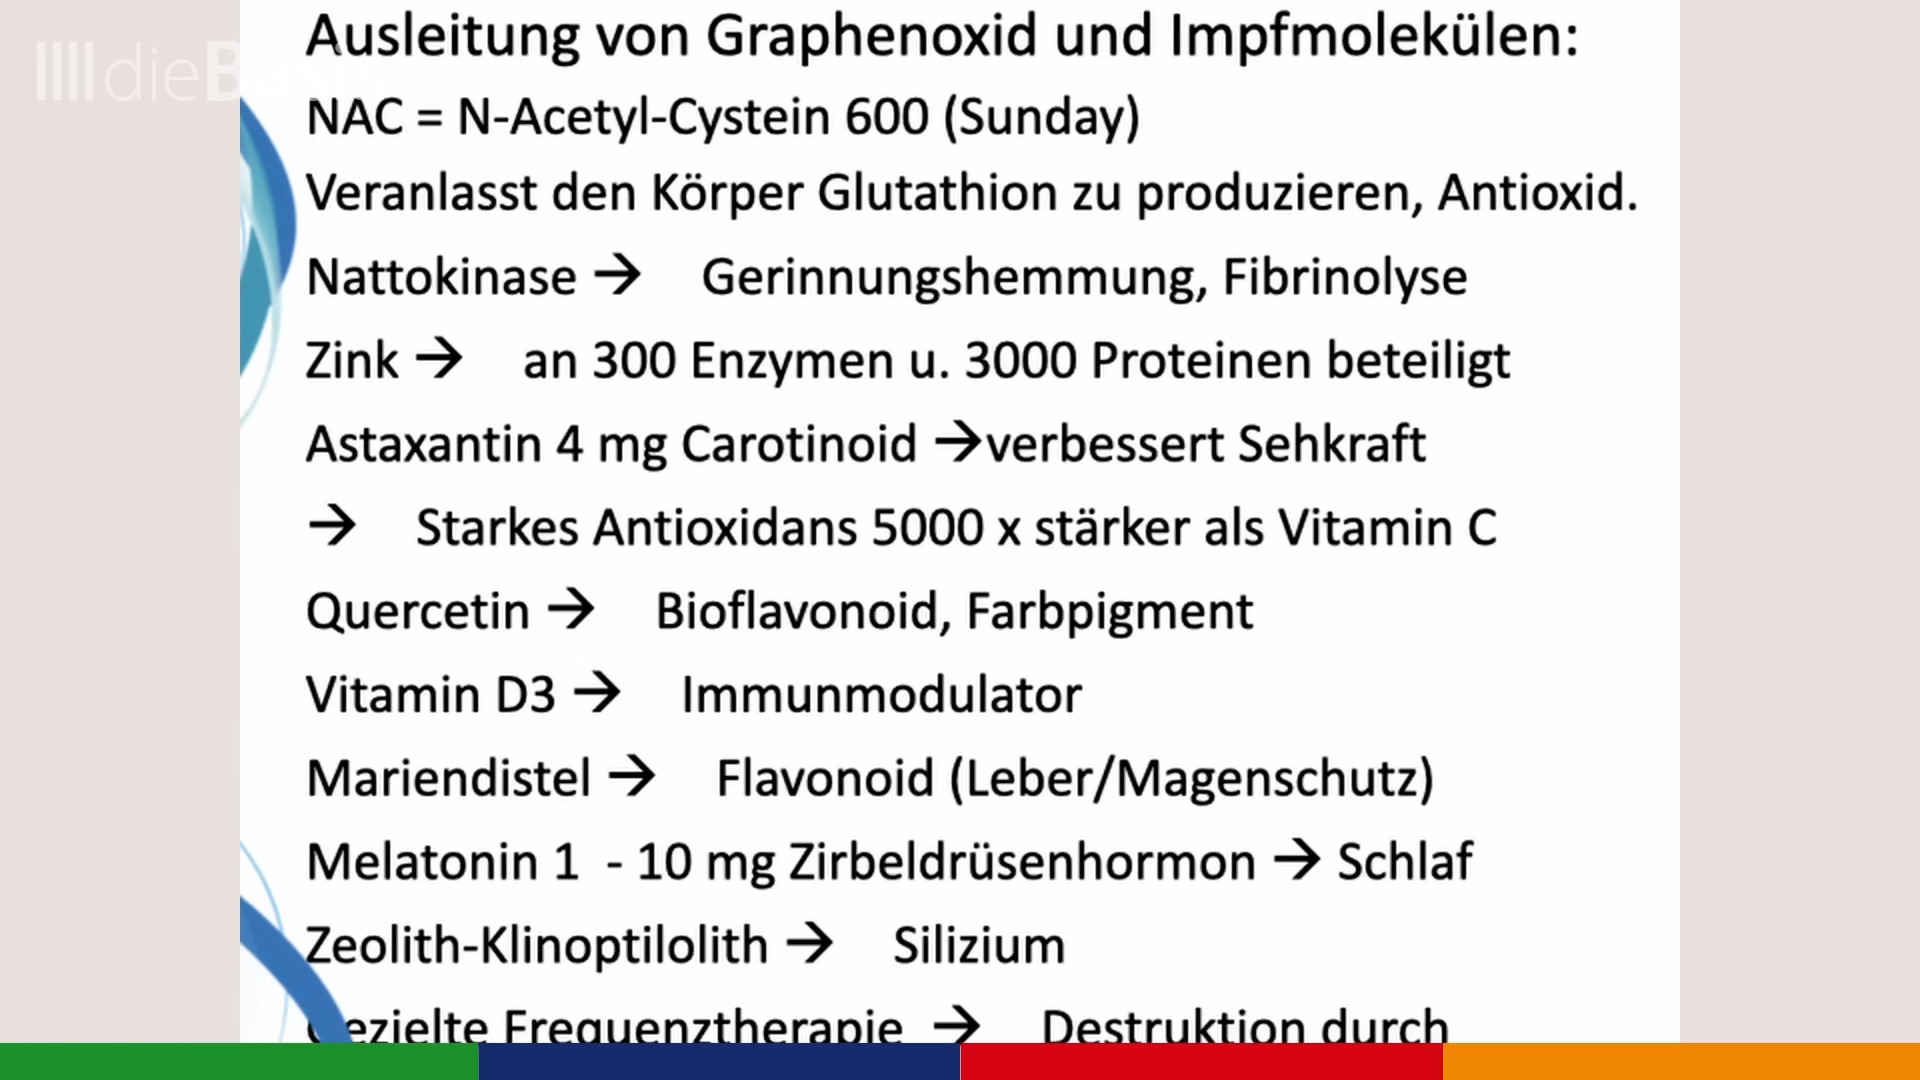 dieB
Ausleitung von Graphenoxid und Impfmolekülen:
NAC = N-Acetyl-Cystein 600 (Sunday)
Veranlasst den Körper Glutathion zu produzieren, Antioxid.
Nattokinase → Gerinnungshemmung, Fibrinolyse
Zink → an 300 Enzymen u. 3000 Proteinen beteiligt
Astaxantin 4 mg Carotinoid →verbessert Sehkraft
→ Starkes Antioxidans 5000 x stärker als Vitamin C
Quercetin → Bioflavonoid, Farbpigment
Vitamin D3 → Immunmodulator
Mariendistel → Flavonoid (Leber/Magenschutz)
Melatonin 1 - 10 mg Zirbeldrüsenhormon → Schlaf
Zeolith-Klinoptilolith → Silizium
Gezielte Frequenztherapie → Destruktion durch